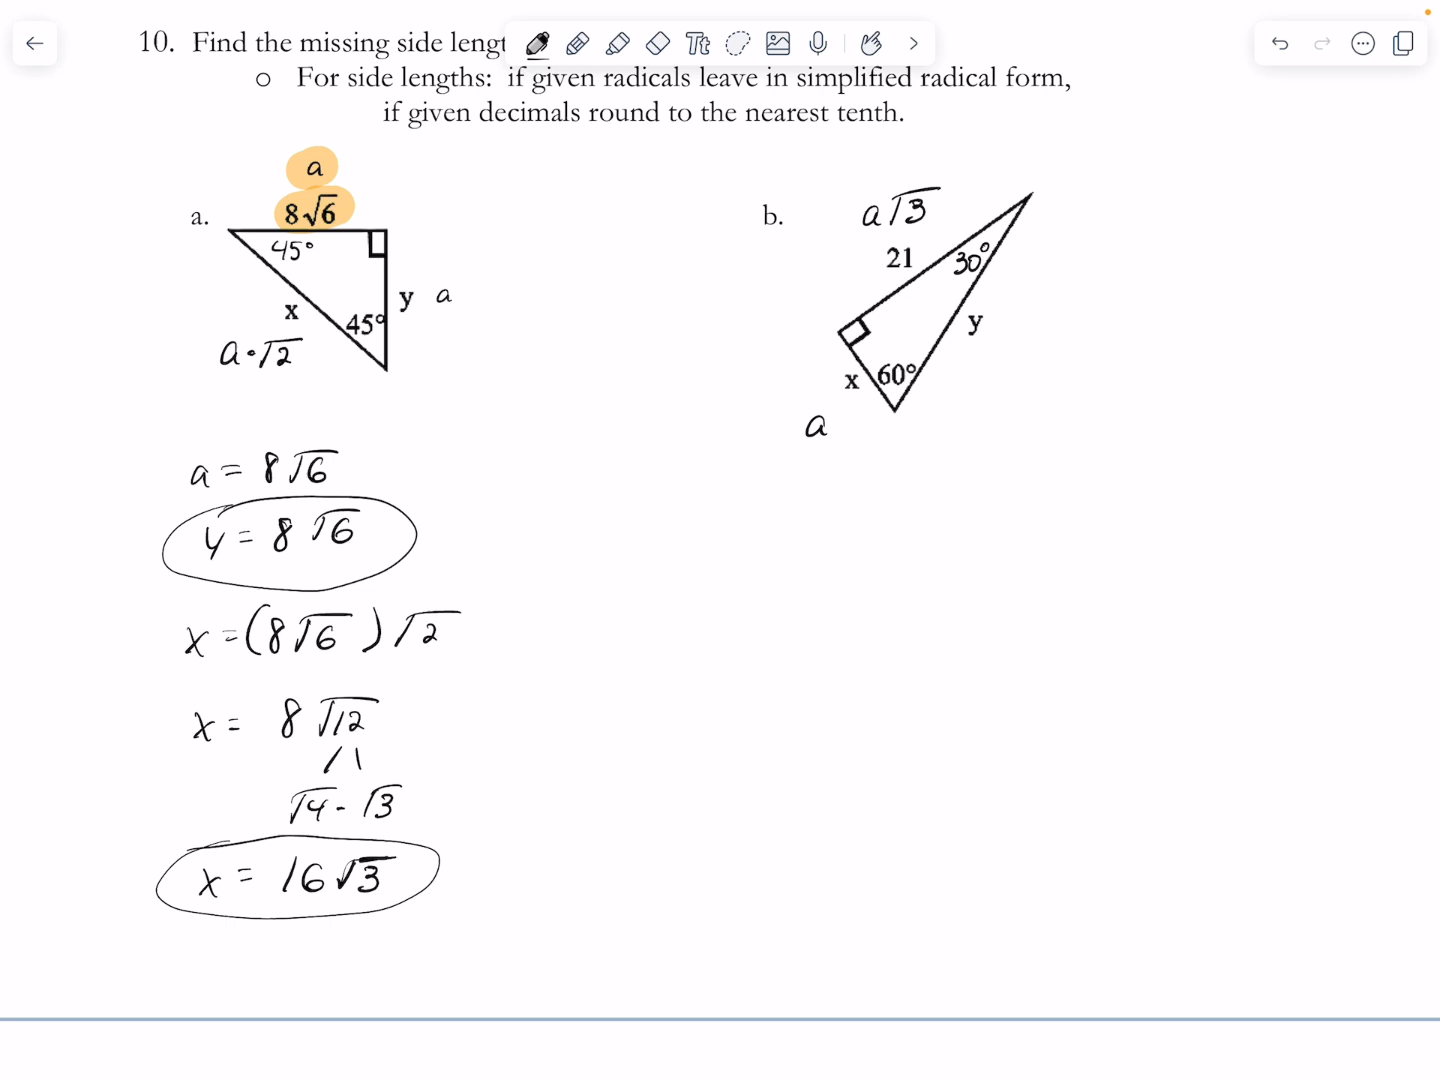 10. Find the missing side lengt
Tt
o For side lengths: if given radicals leave in simplified radical form,
if given decimals round to the nearest tenth.
a
a. 8√6
45°
x
y a
45°
a·√2
a = 8√6
y = 8√6
x = (8√6)√2
x = 8√12
√4 - √3
x = 16√3
b. a√3
21
30°
y
x 60°
a